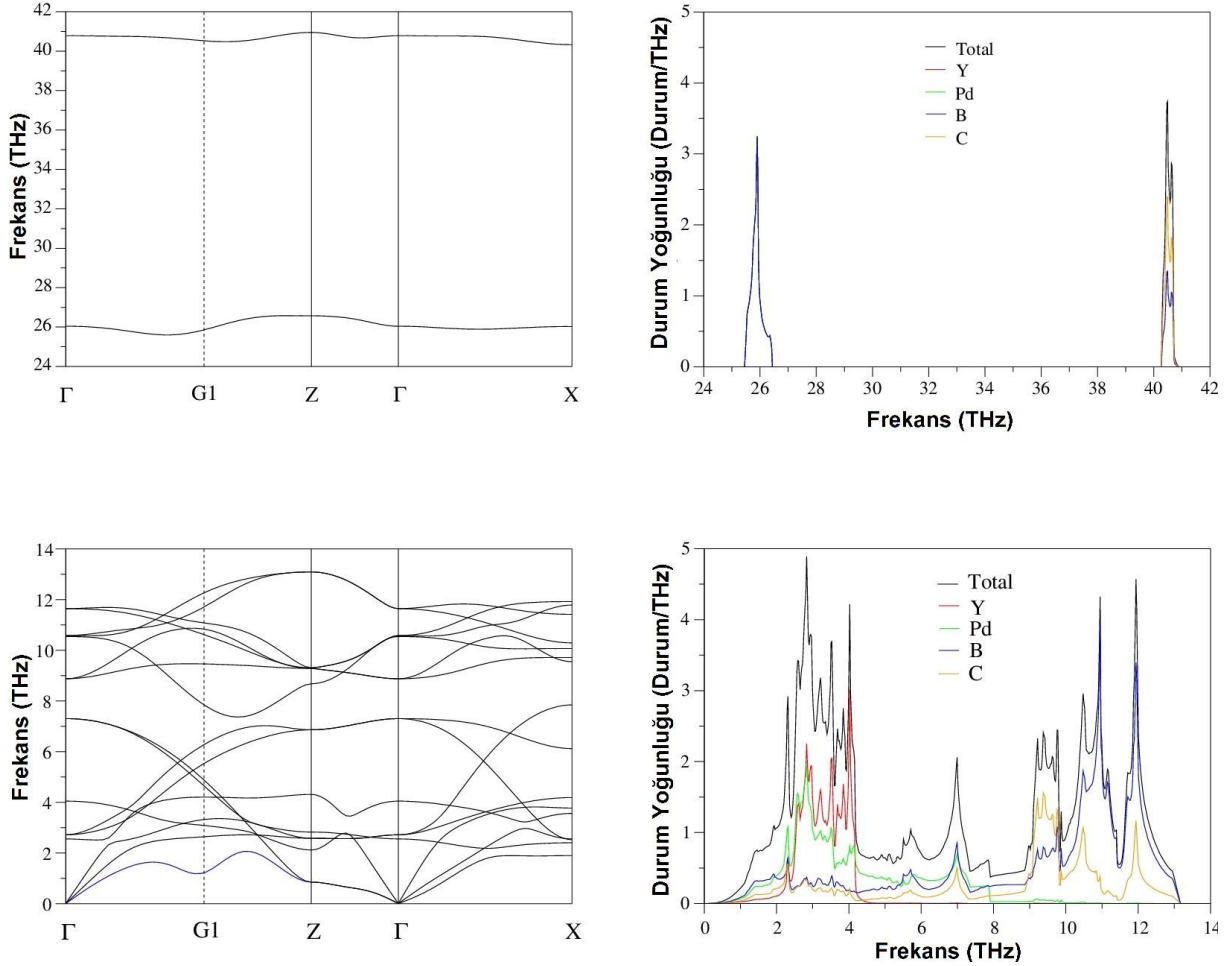 42
40
38
36
34
32
30
28
26
24
Frekans (THz)
Γ G1 Z Γ X
5
4
3
2
1
0
Durum Yoğunluğu (Durum/THz)
Total
Y
Pd
B
C
24 26 28 30 32 34 36 38 40 42
Frekans (THz)
14
12
10
8
6
4
2
0
Frekans (THz)
Γ G1 Z Γ X
5
4
3
2
1
0
Durum Yoğunluğu (Durum/THz)
Total
Y
Pd
B
C
0 2 4 6 8 10 12 14
Frekans (THz)